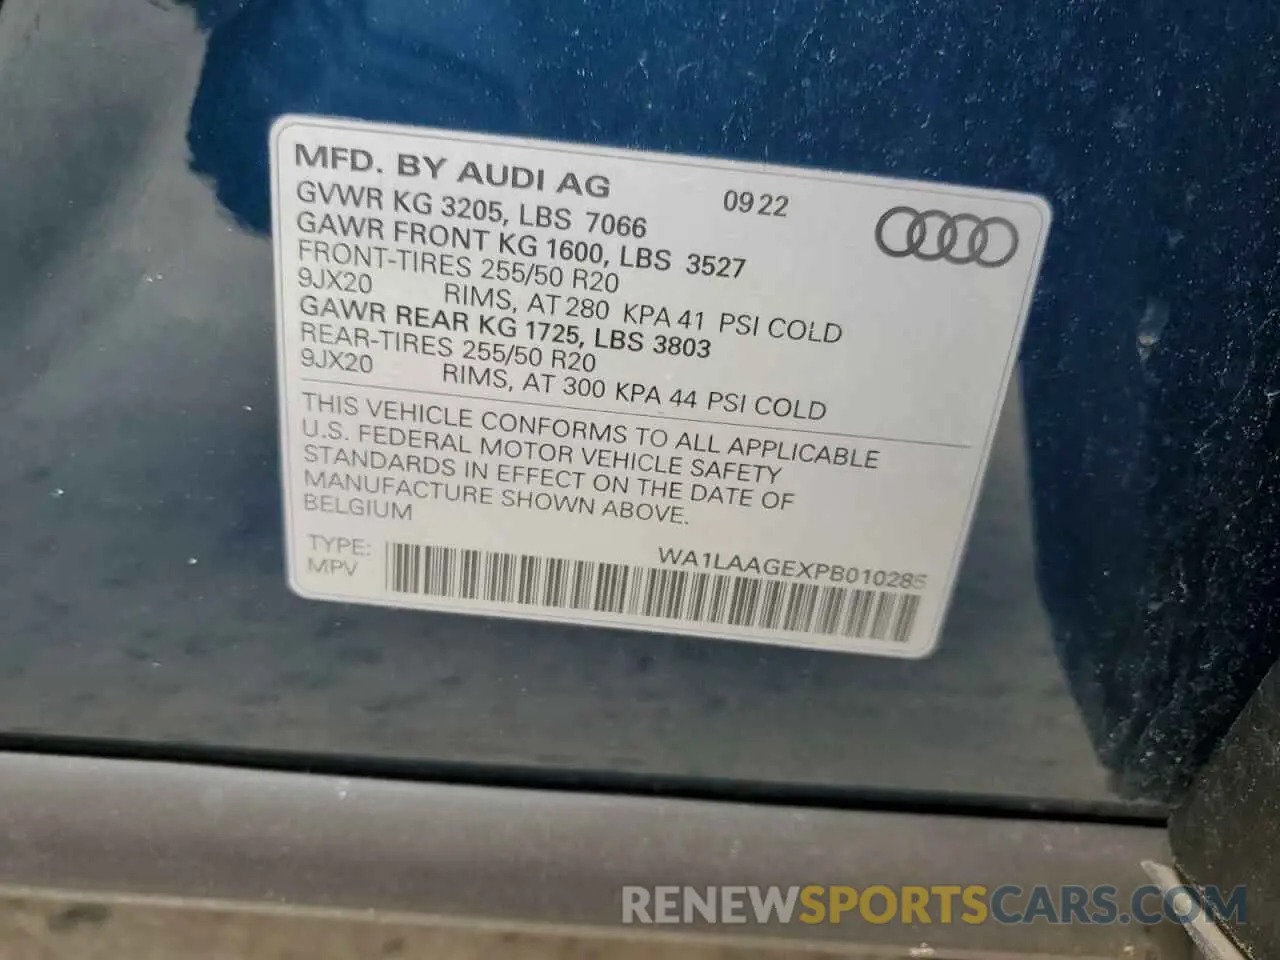 MFD. BY AUDI AG 09 22
GVWR KG 3205, LBS 7066
GAWR FRONT KG 1600, LBS 3527
FRONT-TIRES 255/50 R20
9JX20 RIMS, AT 280 KPA 41 PSI COLD
GAWR REAR KG 1725, LBS 3803
REAR-TIRES 255/50 R20
9JX20 RIMS, AT 300 KPA 44 PSI COLD
THIS VEHICLE CONFORMS TO ALL APPLICABLE
U.S. FEDERAL MOTOR VEHICLE SAFETY
STANDARDS IN EFFECT ON THE DATE OF
MANUFACTURE SHOWN ABOVE.
BELGIUM
TYPE: WA1LAAGEXPB010285
MPV
RENEWSPORTSCARS.COM